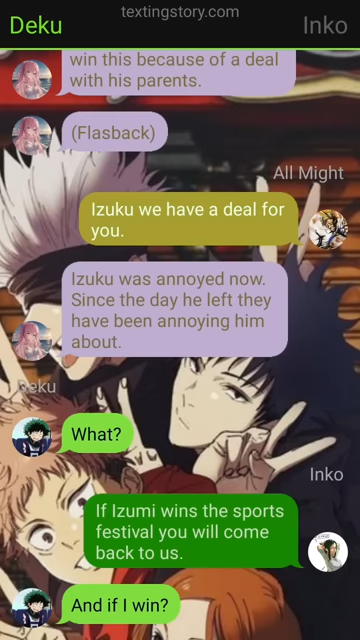 textingstory.com
Deku
Inko
win this because of a deal
with his parents.
(Flasback)
All Might
Izuku we have a deal for
you.
Izuku was annoyed now.
Since the day he left they
have been annoying him
about.
Deku
What?
Inko
If Izumi wins the sports
festival you will come
back to us.
And if I win?